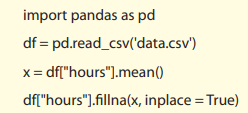 import pandas as pd
df = pd.read_csv('data.csv')
x = df["hours"].mean()
df["hours"].fillna(x, inplace = True)